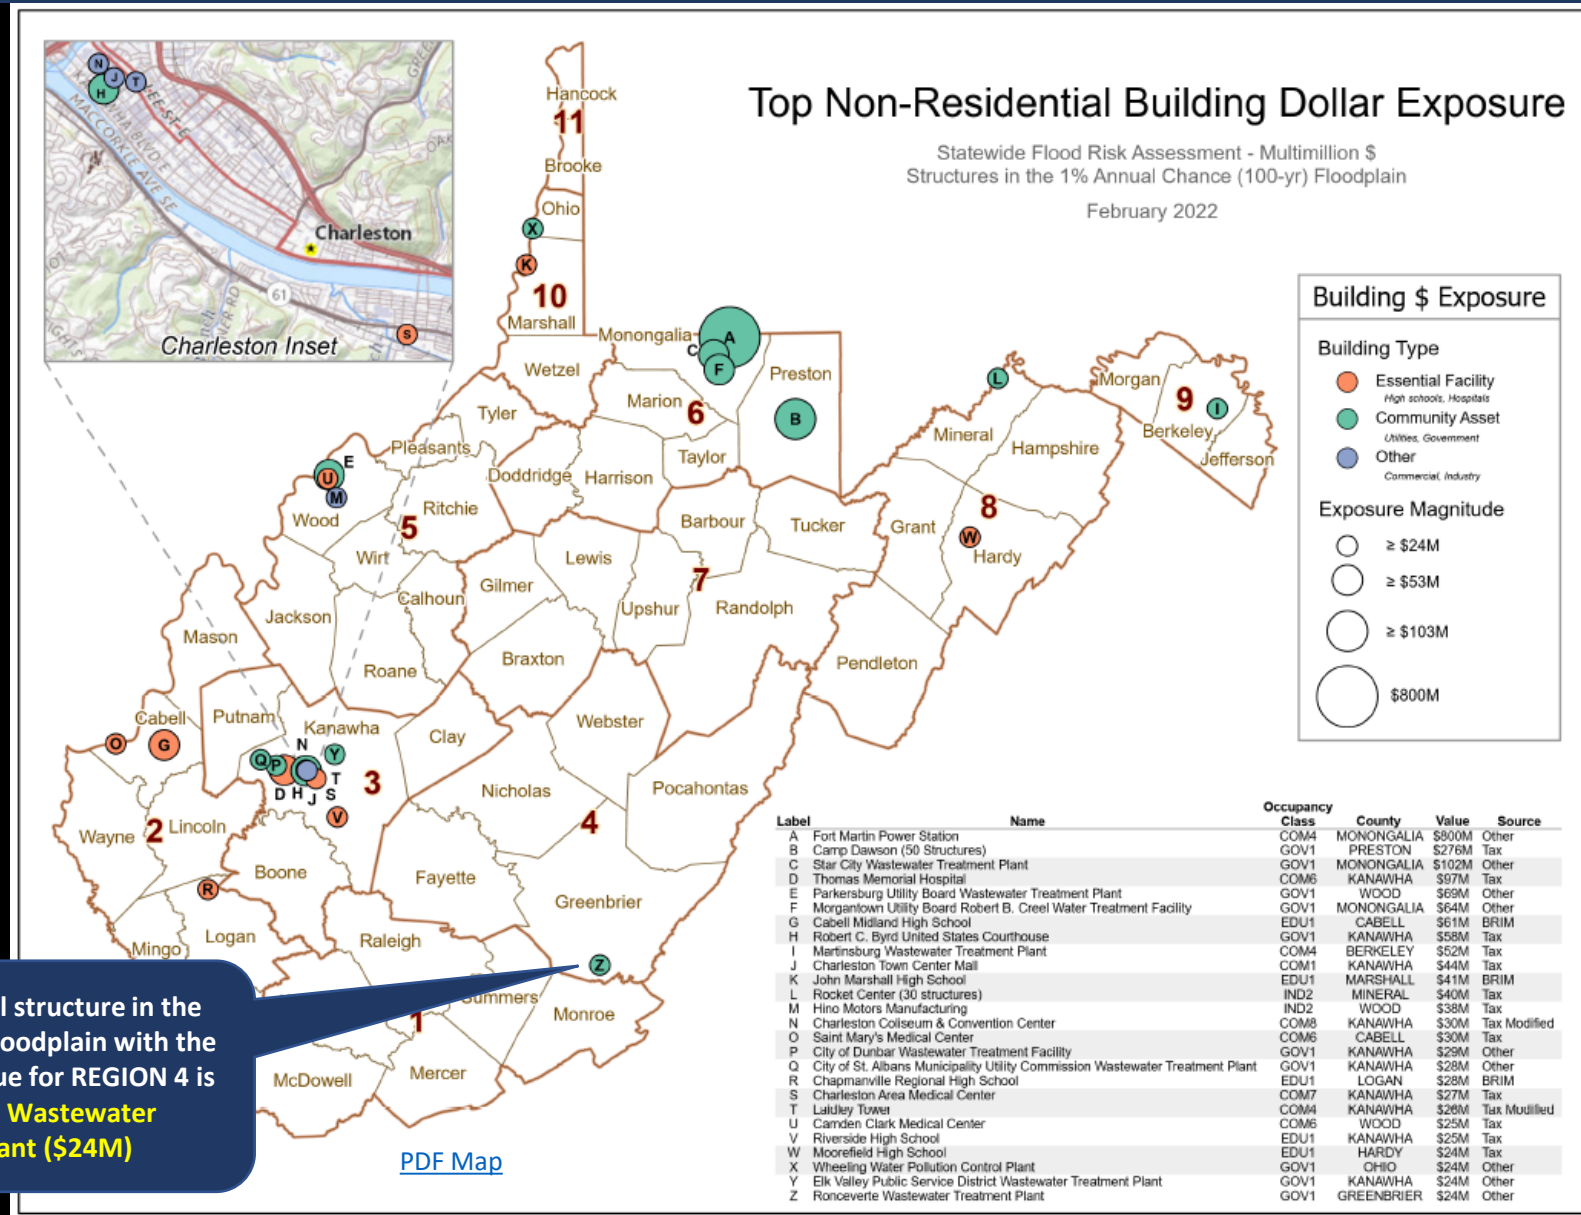 Top Non-Residential Building Dollar Exposure
Statewide Flood Risk Assessment - Multimillion $
Structures in the 1% Annual Chance (100-yr) Floodplain
February 2022
N
J
T
H
LEE-ST-E
BLVD E
MACCORKLE AVE SE
Charleston
61
S
Charleston Inset
Hancock
11
Brooke
Ohio
X
K
10
Marshall
Monongalia
A
C
F
Wetzel
Preston
B
Marion
6
Tyler
Pleasants
Taylor
Doddridge
Harrison
L
Morgan
9
I
Berkeley
Jefferson
Mineral
Hampshire
E
U
M
Wood
Ritchie
5
Wirt
Barbour
Tucker
Grant
8
W
Hardy
Lewis
Gilmer
Calhoun
7
Upshur
Randolph
Jackson
Mason
Roane
Braxton
Pendleton
Cabell
Putnam
Kanawha
Clay
Webster
O
G
N
Q
P
Y
T
D
H
J
S
3
V
Nicholas
Pocahontas
4
Wayne
2
Lincoln
Boone
Fayette
R
Greenbrier
Logan
Raleigh
Mingo
Z
Summers
Monroe
1
McDowell
Mercer
Building $ Exposure
Building Type
Essential Facility
High schools, Hospitals
Community Asset
Utilities, Government
Other
Commercial, Industry
Exposure Magnitude
≥ $24M
≥ $53M
≥ $103M
$800M
l structure in the
oodplain with the
ue for REGION 4 is
Wastewater
ant ($24M)
PDF Map
Label Name Occupancy Class County Value Source
A Fort Martin Power Station COM4 MONONGALIA $800M Other
B Camp Dawson (50 Structures) GOV1 PRESTON $276M Tax
C Star City Wastewater Treatment Plant GOV1 MONONGALIA $102M Other
D Thomas Memorial Hospital COM6 KANAWHA $97M Tax
E Parkersburg Utility Board Wastewater Treatment Plant GOV1 WOOD $69M Other
F Morgantown Utility Board Robert B. Creel Water Treatment Facility GOV1 MONONGALIA $64M Other
G Cabell Midland High School EDU1 CABELL $61M BRIM
H Robert C. Byrd United States Courthouse GOV1 KANAWHA $58M Tax
I Martinsburg Wastewater Treatment Plant COM4 BERKELEY $52M Tax
J Charleston Town Center Mall COM1 KANAWHA $44M Tax
K John Marshall High School EDU1 MARSHALL $41M BRIM
L Rocket Center (30 structures) IND2 MINERAL $40M Tax
M Hino Motors Manufacturing IND2 WOOD $38M Tax
N Charleston Coliseum & Convention Center COM8 KANAWHA $30M Tax Modified
O Saint Mary's Medical Center COM6 CABELL $30M Tax
P City of Dunbar Wastewater Treatment Facility GOV1 KANAWHA $29M Other
Q City of St. Albans Municipality Utility Commission Wastewater Treatment Plant GOV1 KANAWHA $28M Other
R Chapmanville Regional High School EDU1 LOGAN $28M BRIM
S Charleston Area Medical Center COM7 KANAWHA $27M Tax
T Laidley Tower COM4 KANAWHA $26M Tax Modified
U Camden Clark Medical Center COM6 WOOD $25M Tax
V Riverside High School EDU1 KANAWHA $25M Tax
W Moorefield High School EDU1 HARDY $24M Tax
X Wheeling Water Pollution Control Plant GOV1 OHIO $24M Other
Y Elk Valley Public Service District Wastewater Treatment Plant GOV1 KANAWHA $24M Other
Z Ronceverte Wastewater Treatment Plant GOV1 GREENBRIER $24M Other